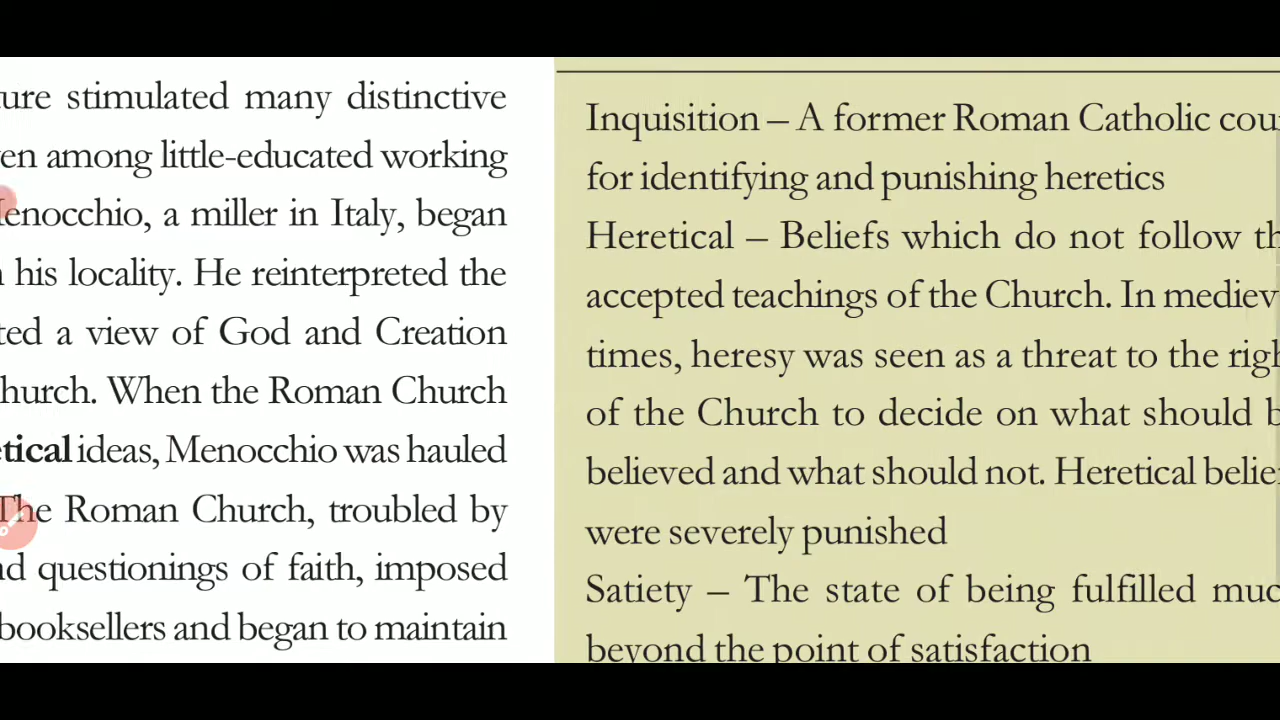 ture stimulated many distinctive
en among little-educated working
enocchio, a miller in Italy, began
his locality. He reinterpreted the
ted a view of God and Creation
hurch. When the Roman Church
etical ideas, Menocchio was hauled
The Roman Church, troubled by
nd questionings of faith, imposed
booksellers and began to maintain
Inquisition – A former Roman Catholic cou
for identifying and punishing heretics
Heretical – Beliefs which do not follow th
accepted teachings of the Church. In mediev
times, heresy was seen as a threat to the righ
of the Church to decide on what should b
believed and what should not. Heretical belie
were severely punished
Satiety – The state of being fulfilled muc
beyond the point of satisfaction